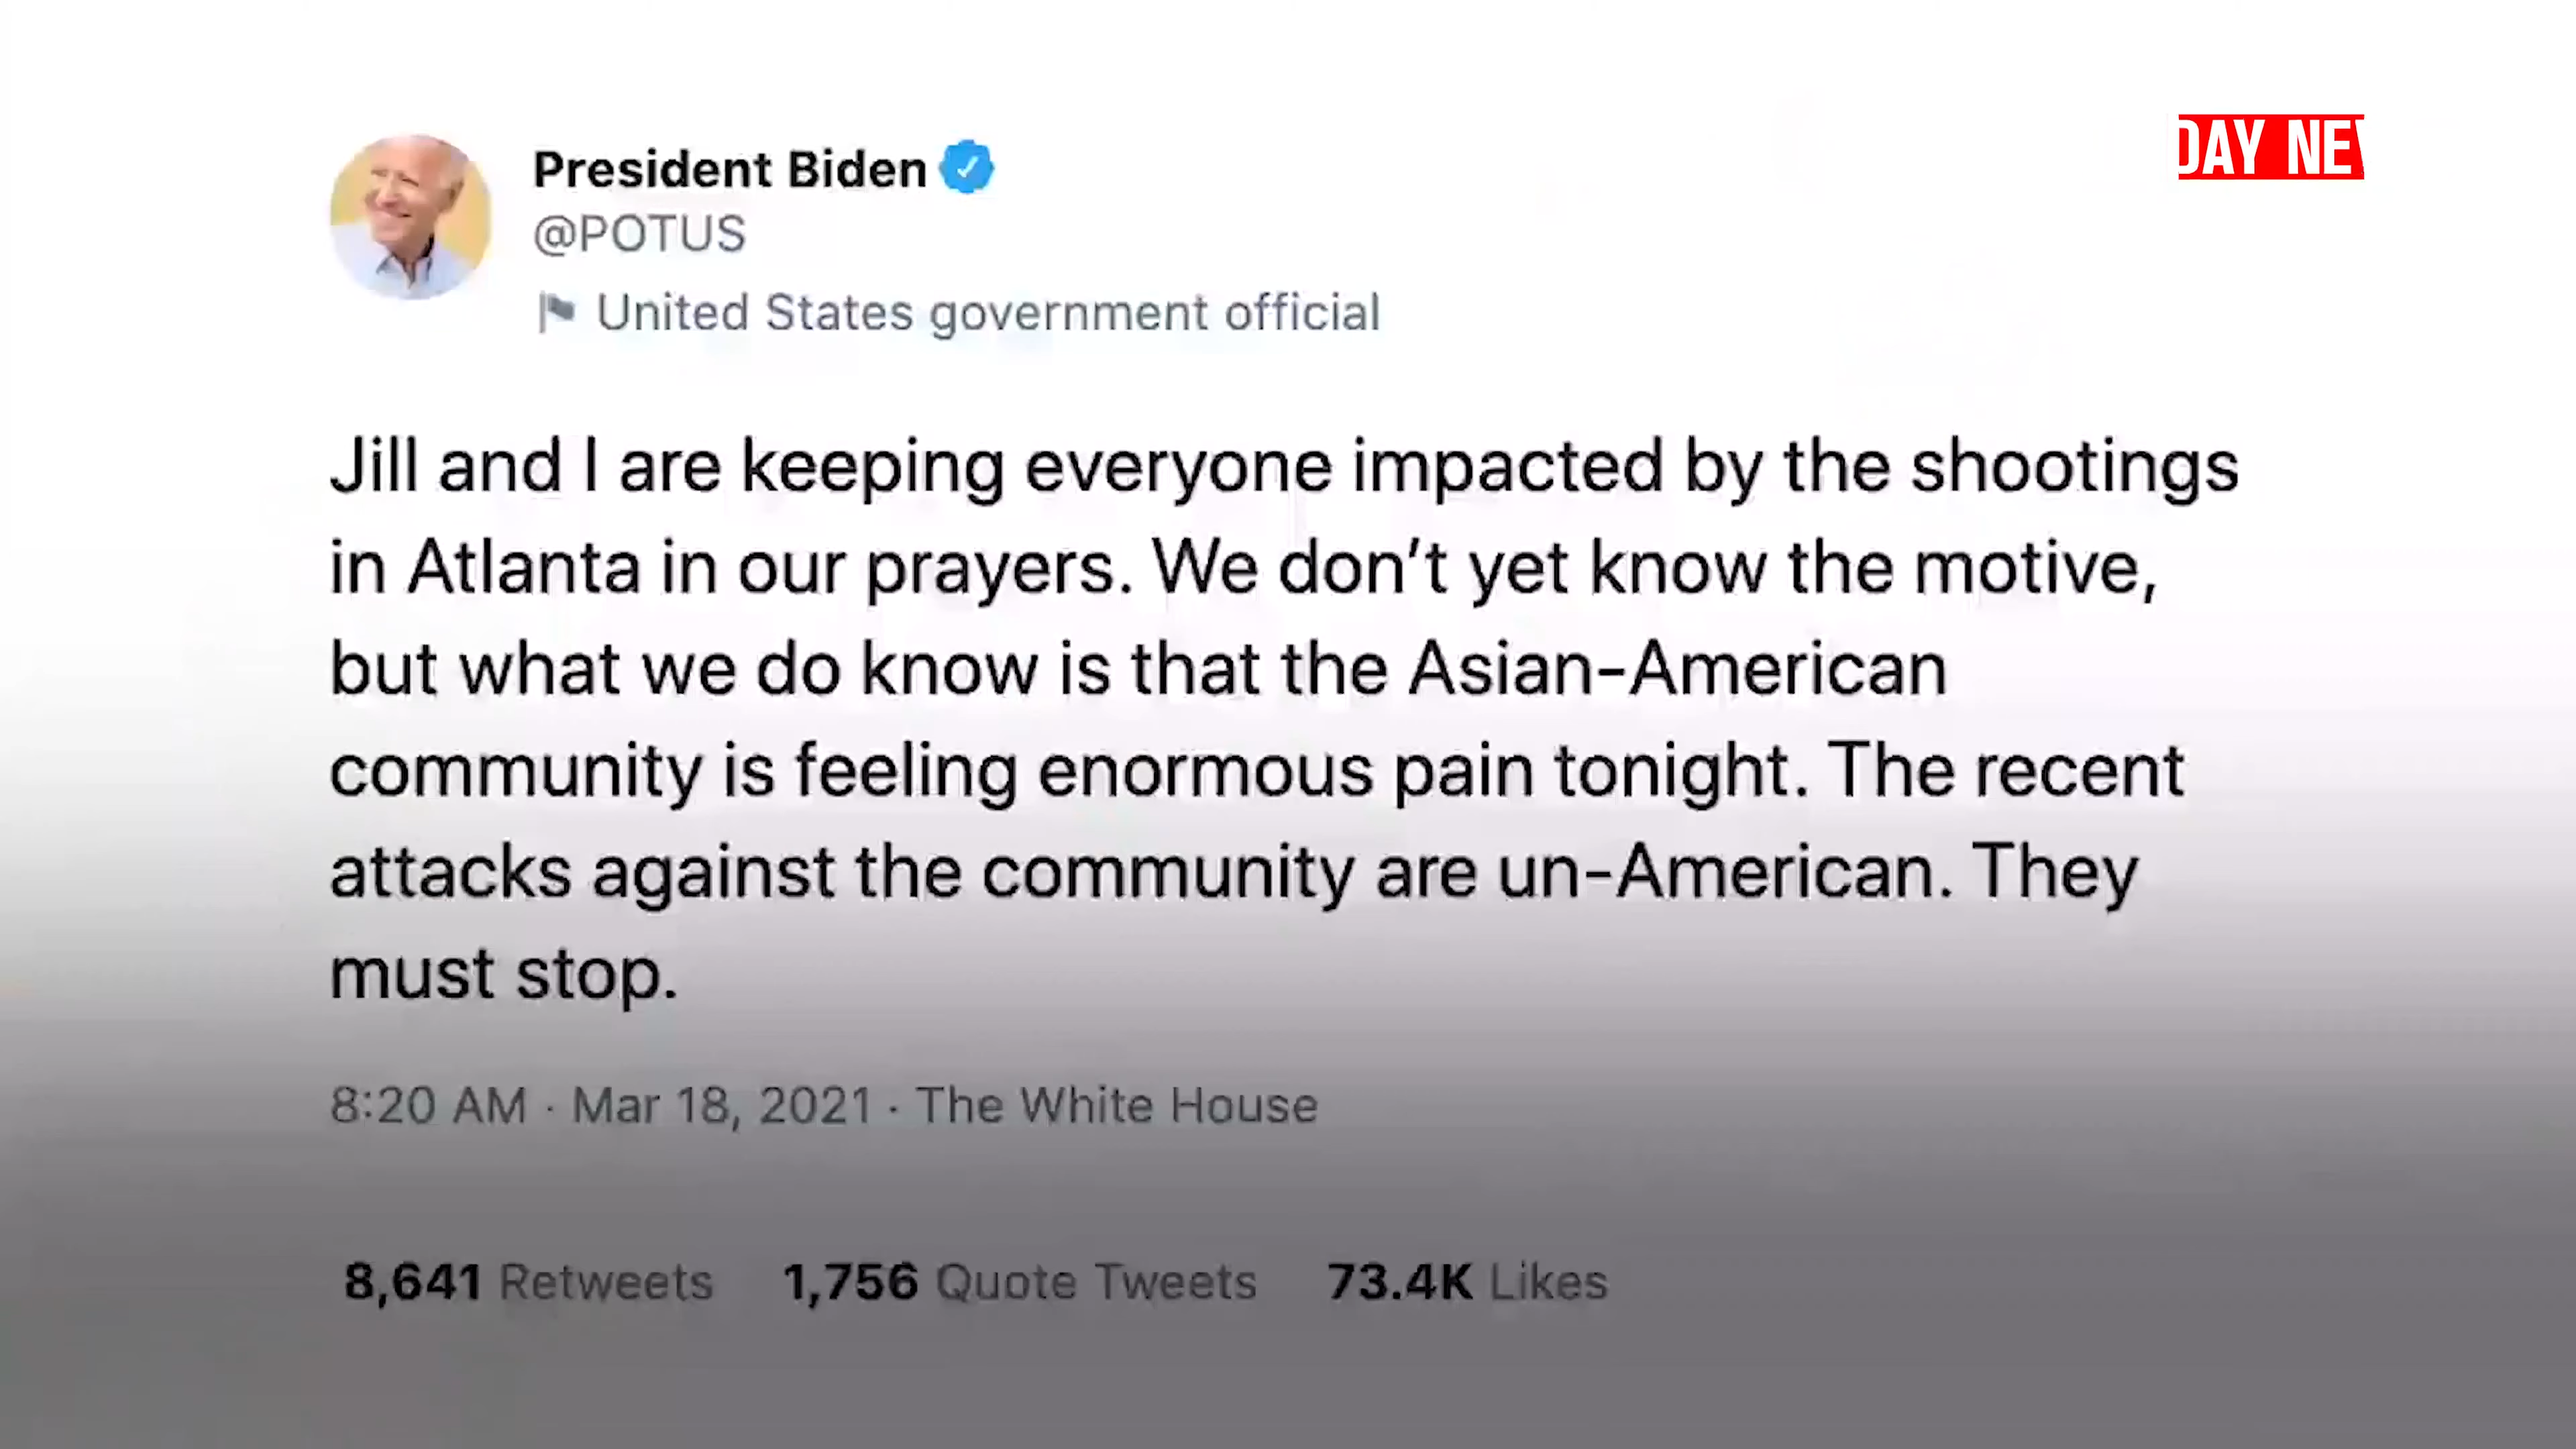 President Biden
@POTUS
United States government official
DAY NE
Jill and I are keeping everyone impacted by the shootings
in Atlanta in our prayers. We don’t yet know the motive,
but what we do know is that the Asian-American
community is feeling enormous pain tonight. The recent
attacks against the community are un-American. They
must stop.
8:20 AM · Mar 18, 2021 · The White House
8,641 Retweets 1,756 Quote Tweets 73.4K Likes